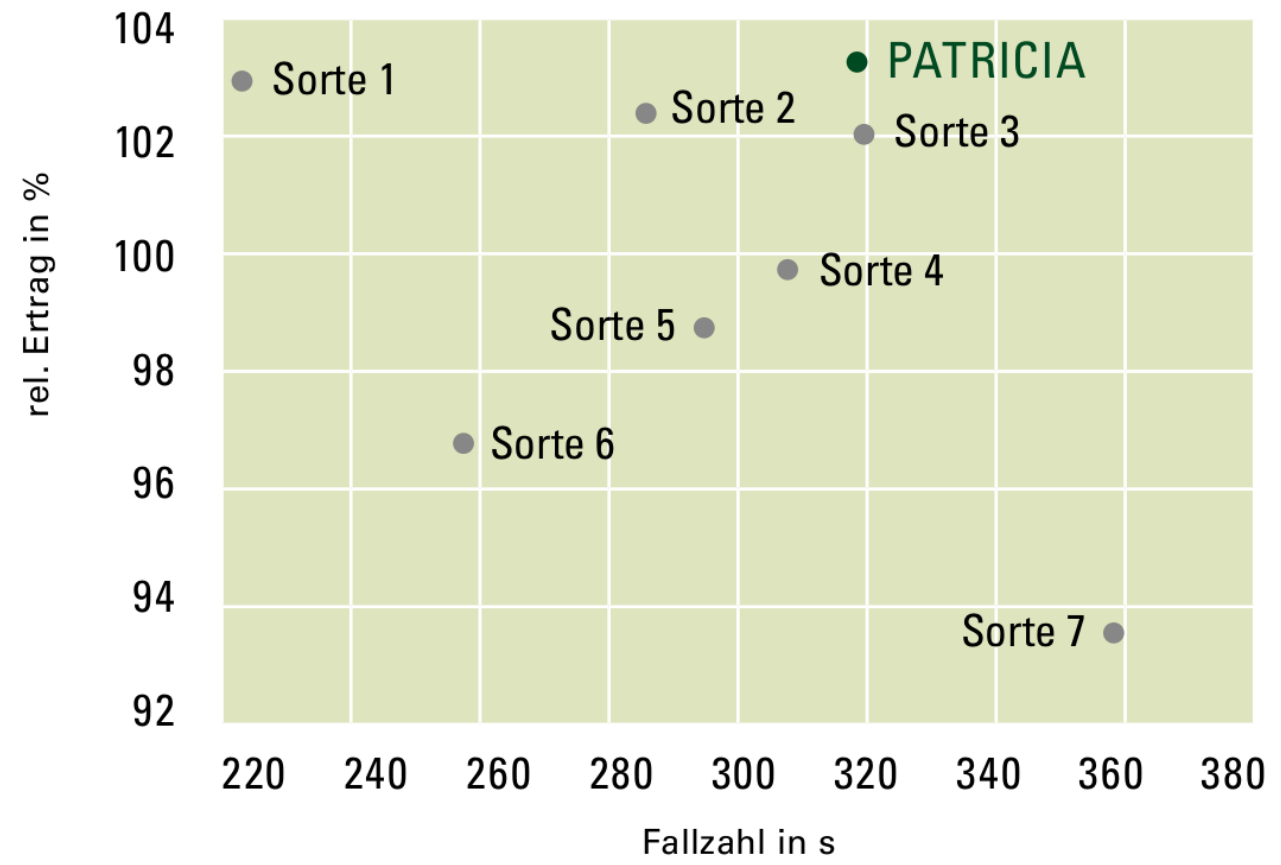 104
PATRICIA
Sorte 1
Sorte 2
102
Sorte 3
100
Sorte 4
Sorte 5
98
Sorte 6
96
94
Sorte 7
92
rel. Ertrag in %
220 240 260 280 300 320 340 360 380
Fallzahl in s